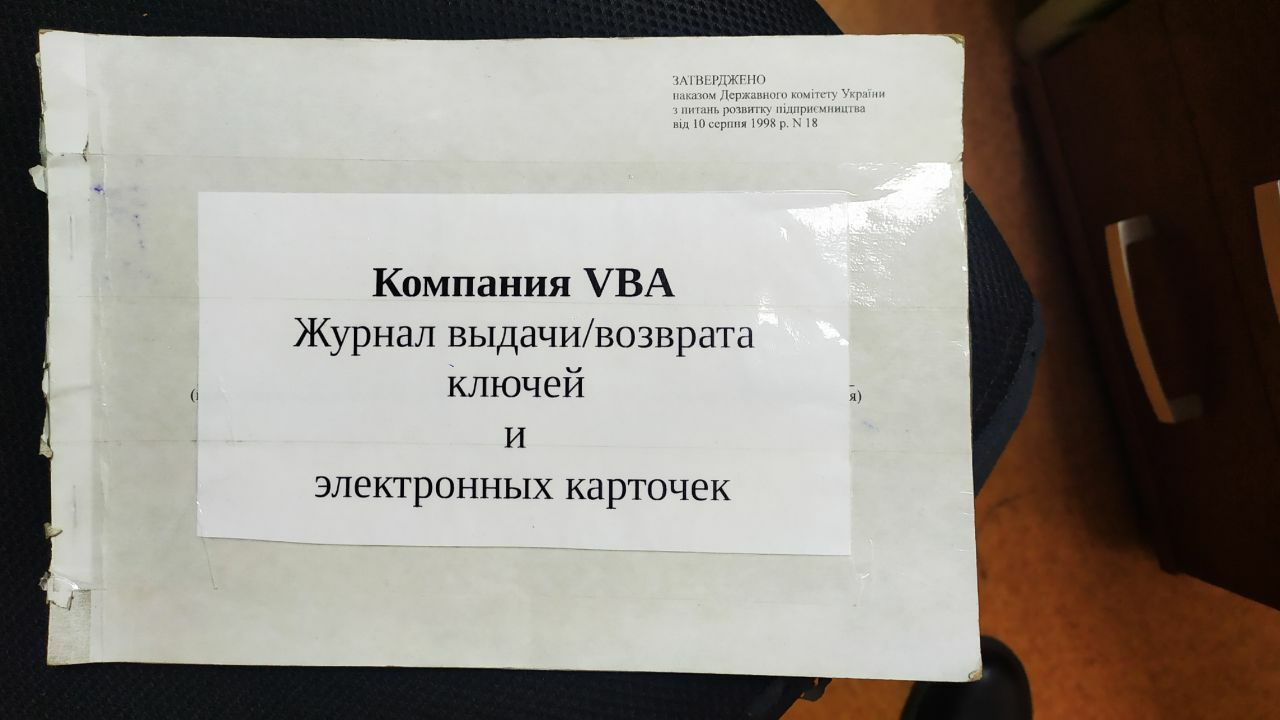 ЗАТВЕРДЖЕНО
наказом Державного комітету України
з питань розвитку підприємництва
від 10 серпня 1998 р. N 18
Компания VBA
Журнал выдачи/возврата
ключей
и
электронных карточек